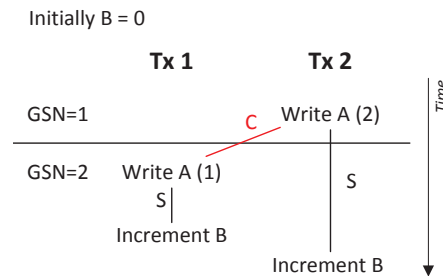 Initially B = 0
Tx 1 Tx 2
GSN=1 Write A (2)
C
GSN=2 Write A (1)
S S
Increment B
Increment B
Time